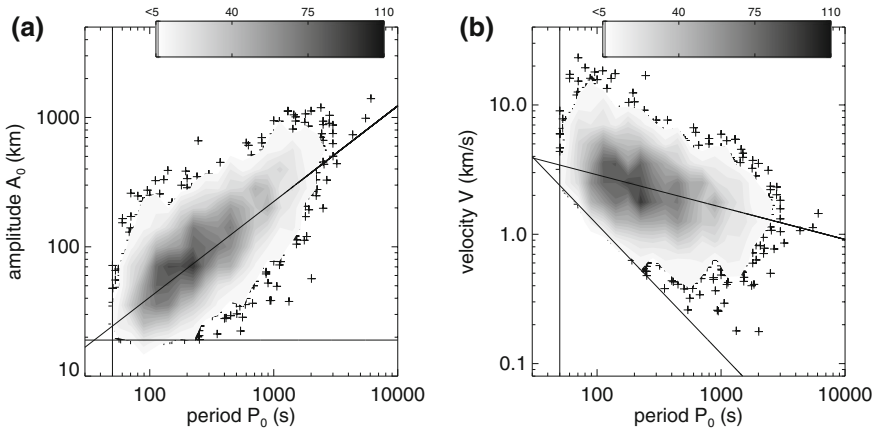 <5 40 75 110
(a)
1000
100
10
amplitude A₀ (km)
100 1000 10000
period P₀ (s)
<5 40 75 110
(b)
10.0
1.0
0.1
velocity V (km/s)
100 1000 10000
period P₀ (s)